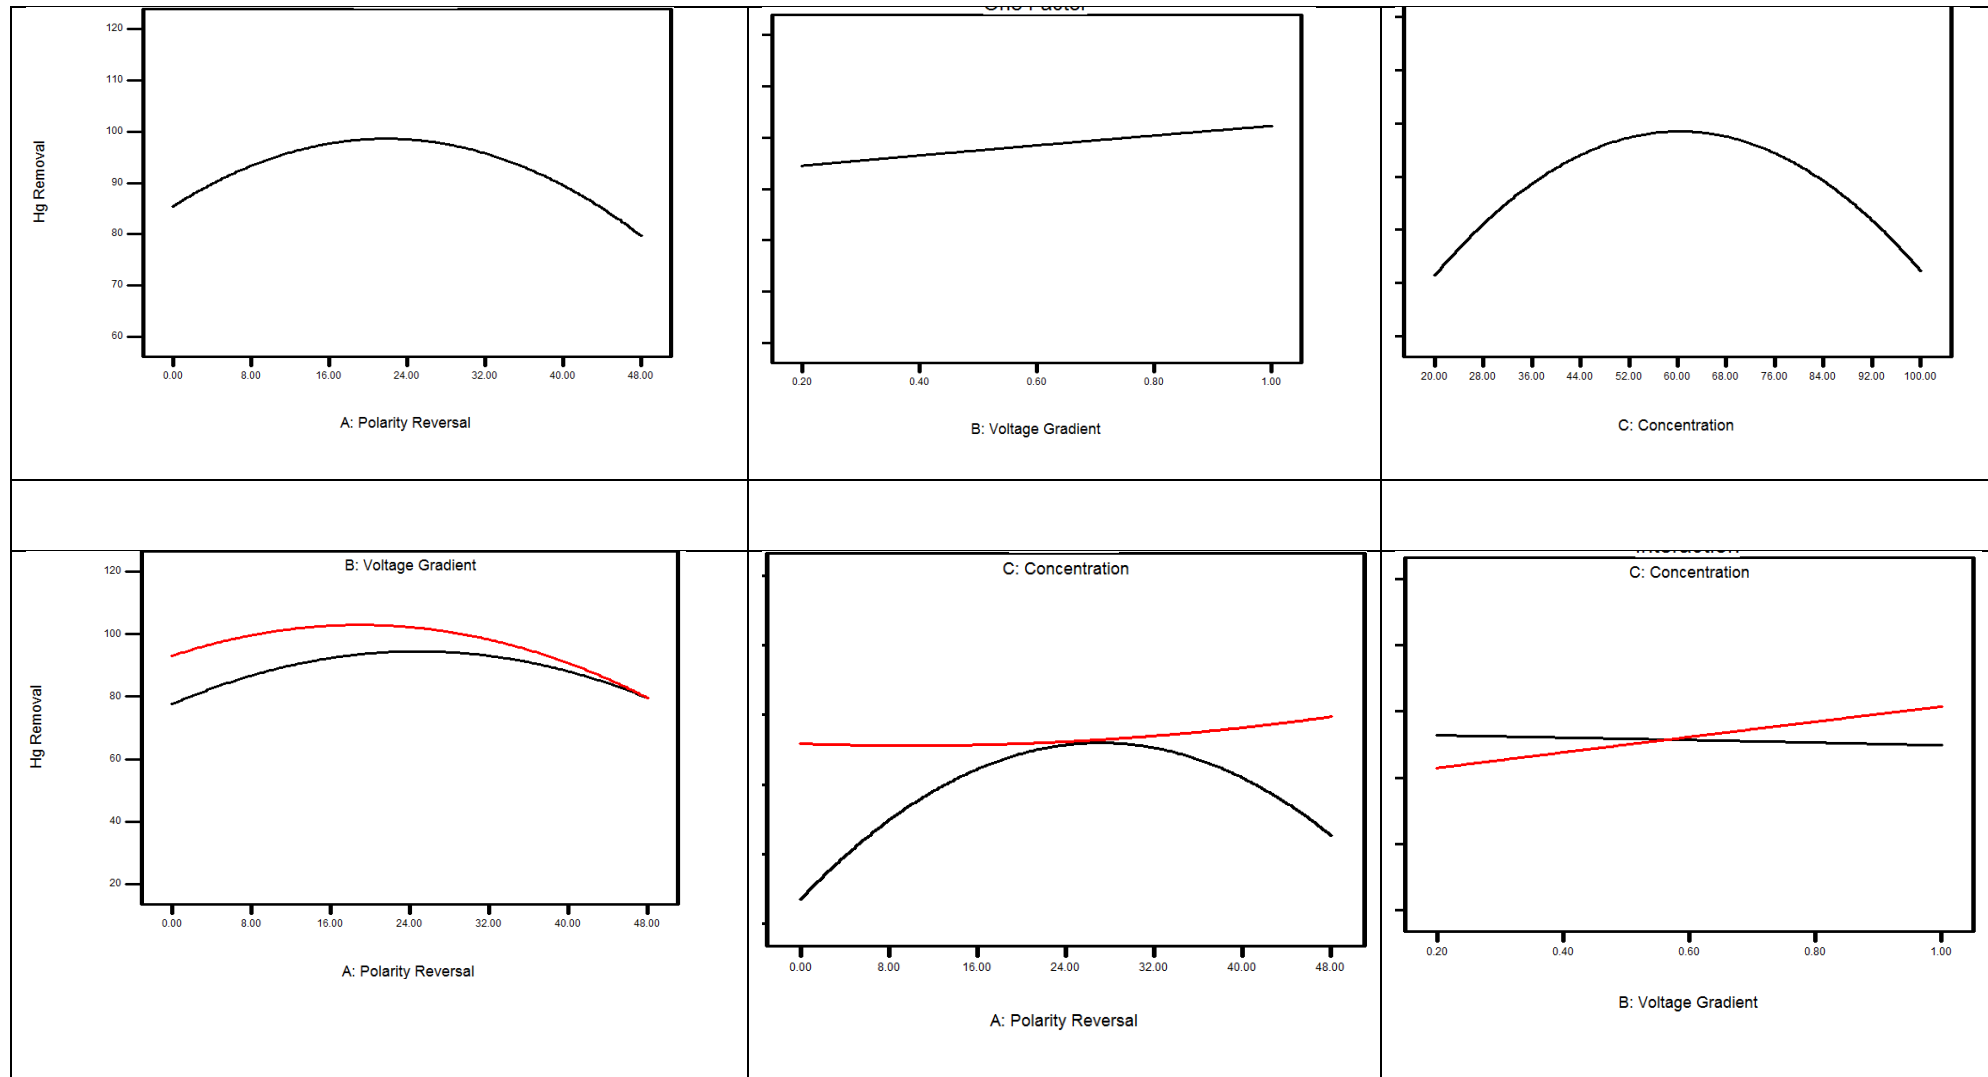 120
110
100
90
80
70
60
Hg Removal
0.00 8.00 16.00 24.00 32.00 40.00 48.00
A: Polarity Reversal
One Factor
0.20 0.40 0.60 0.80 1.00
B: Voltage Gradient
20.00 28.00 36.00 44.00 52.00 60.00 68.00 76.00 84.00 92.00 100.00
C: Concentration
B: Voltage Gradient
120
100
80
60
40
20
Hg Removal
0.00 8.00 16.00 24.00 32.00 40.00 48.00
A: Polarity Reversal
C: Concentration
0.00 8.00 16.00 24.00 32.00 40.00 48.00
A: Polarity Reversal
Interaction
C: Concentration
0.20 0.40 0.60 0.80 1.00
B: Voltage Gradient